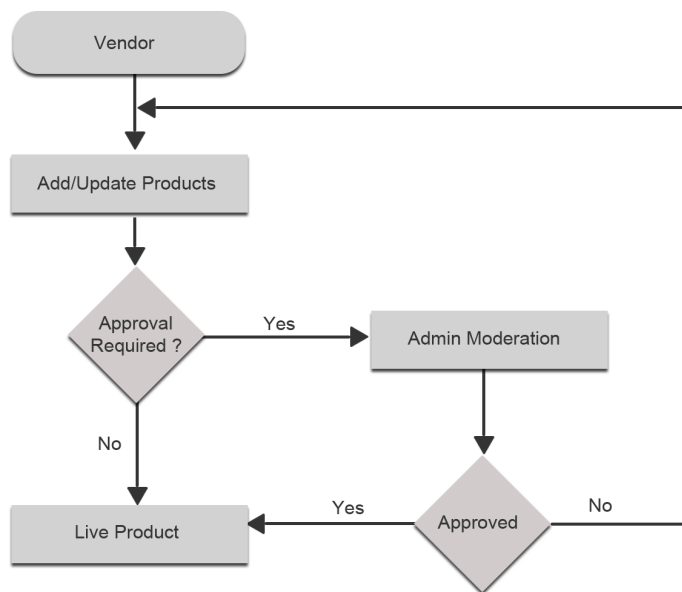 Vendor
Add/Update Products
Approval
Required ?
Yes
Admin Moderation
No
Live Product
Yes
Approved
No